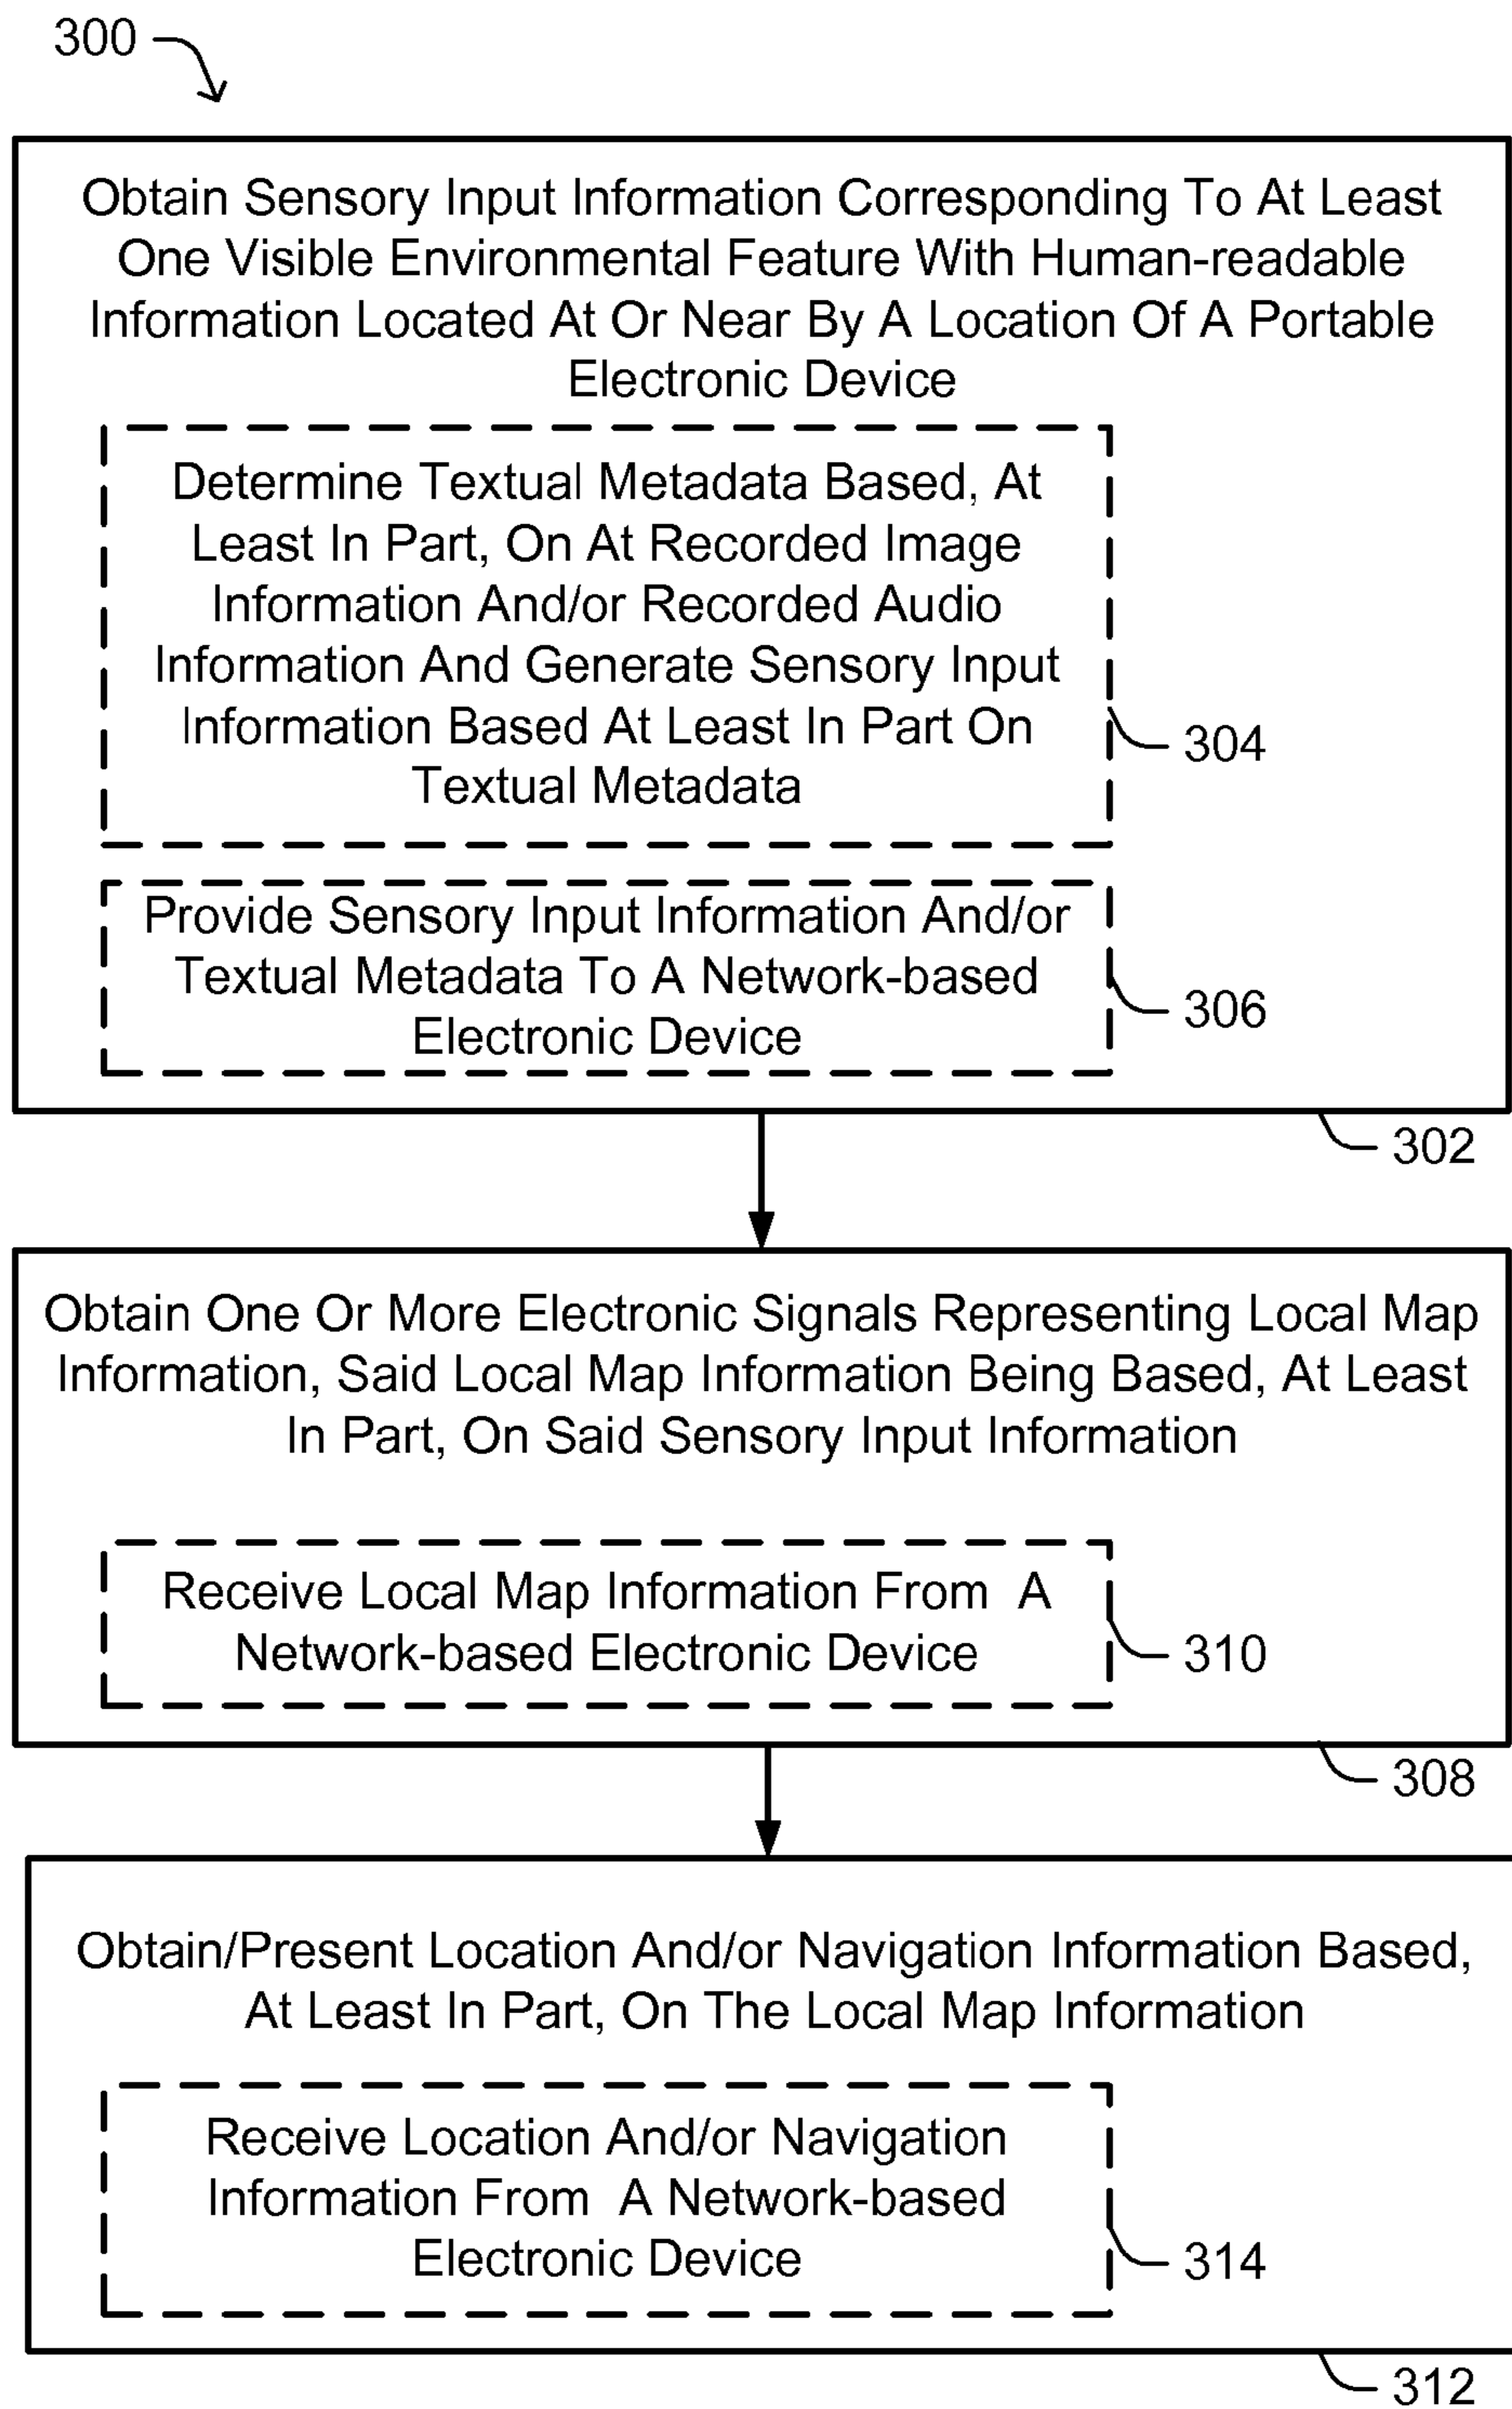 300
Obtain Sensory Input Information Corresponding To At Least
One Visible Environmental Feature With Human-readable
Information Located At Or Near By A Location Of A Portable
Electronic Device
Determine Textual Metadata Based, At
Least In Part, On At Recorded Image
Information And/or Recorded Audio
Information And Generate Sensory Input
Information Based At Least In Part On
Textual Metadata
304
Provide Sensory Input Information And/or
Textual Metadata To A Network-based
Electronic Device
306
302
Obtain One Or More Electronic Signals Representing Local Map
Information, Said Local Map Information Being Based, At Least
In Part, On Said Sensory Input Information
Receive Local Map Information From A
Network-based Electronic Device
310
308
Obtain/Present Location And/or Navigation Information Based,
At Least In Part, On The Local Map Information
Receive Location And/or Navigation
Information From A Network-based
Electronic Device
314
312